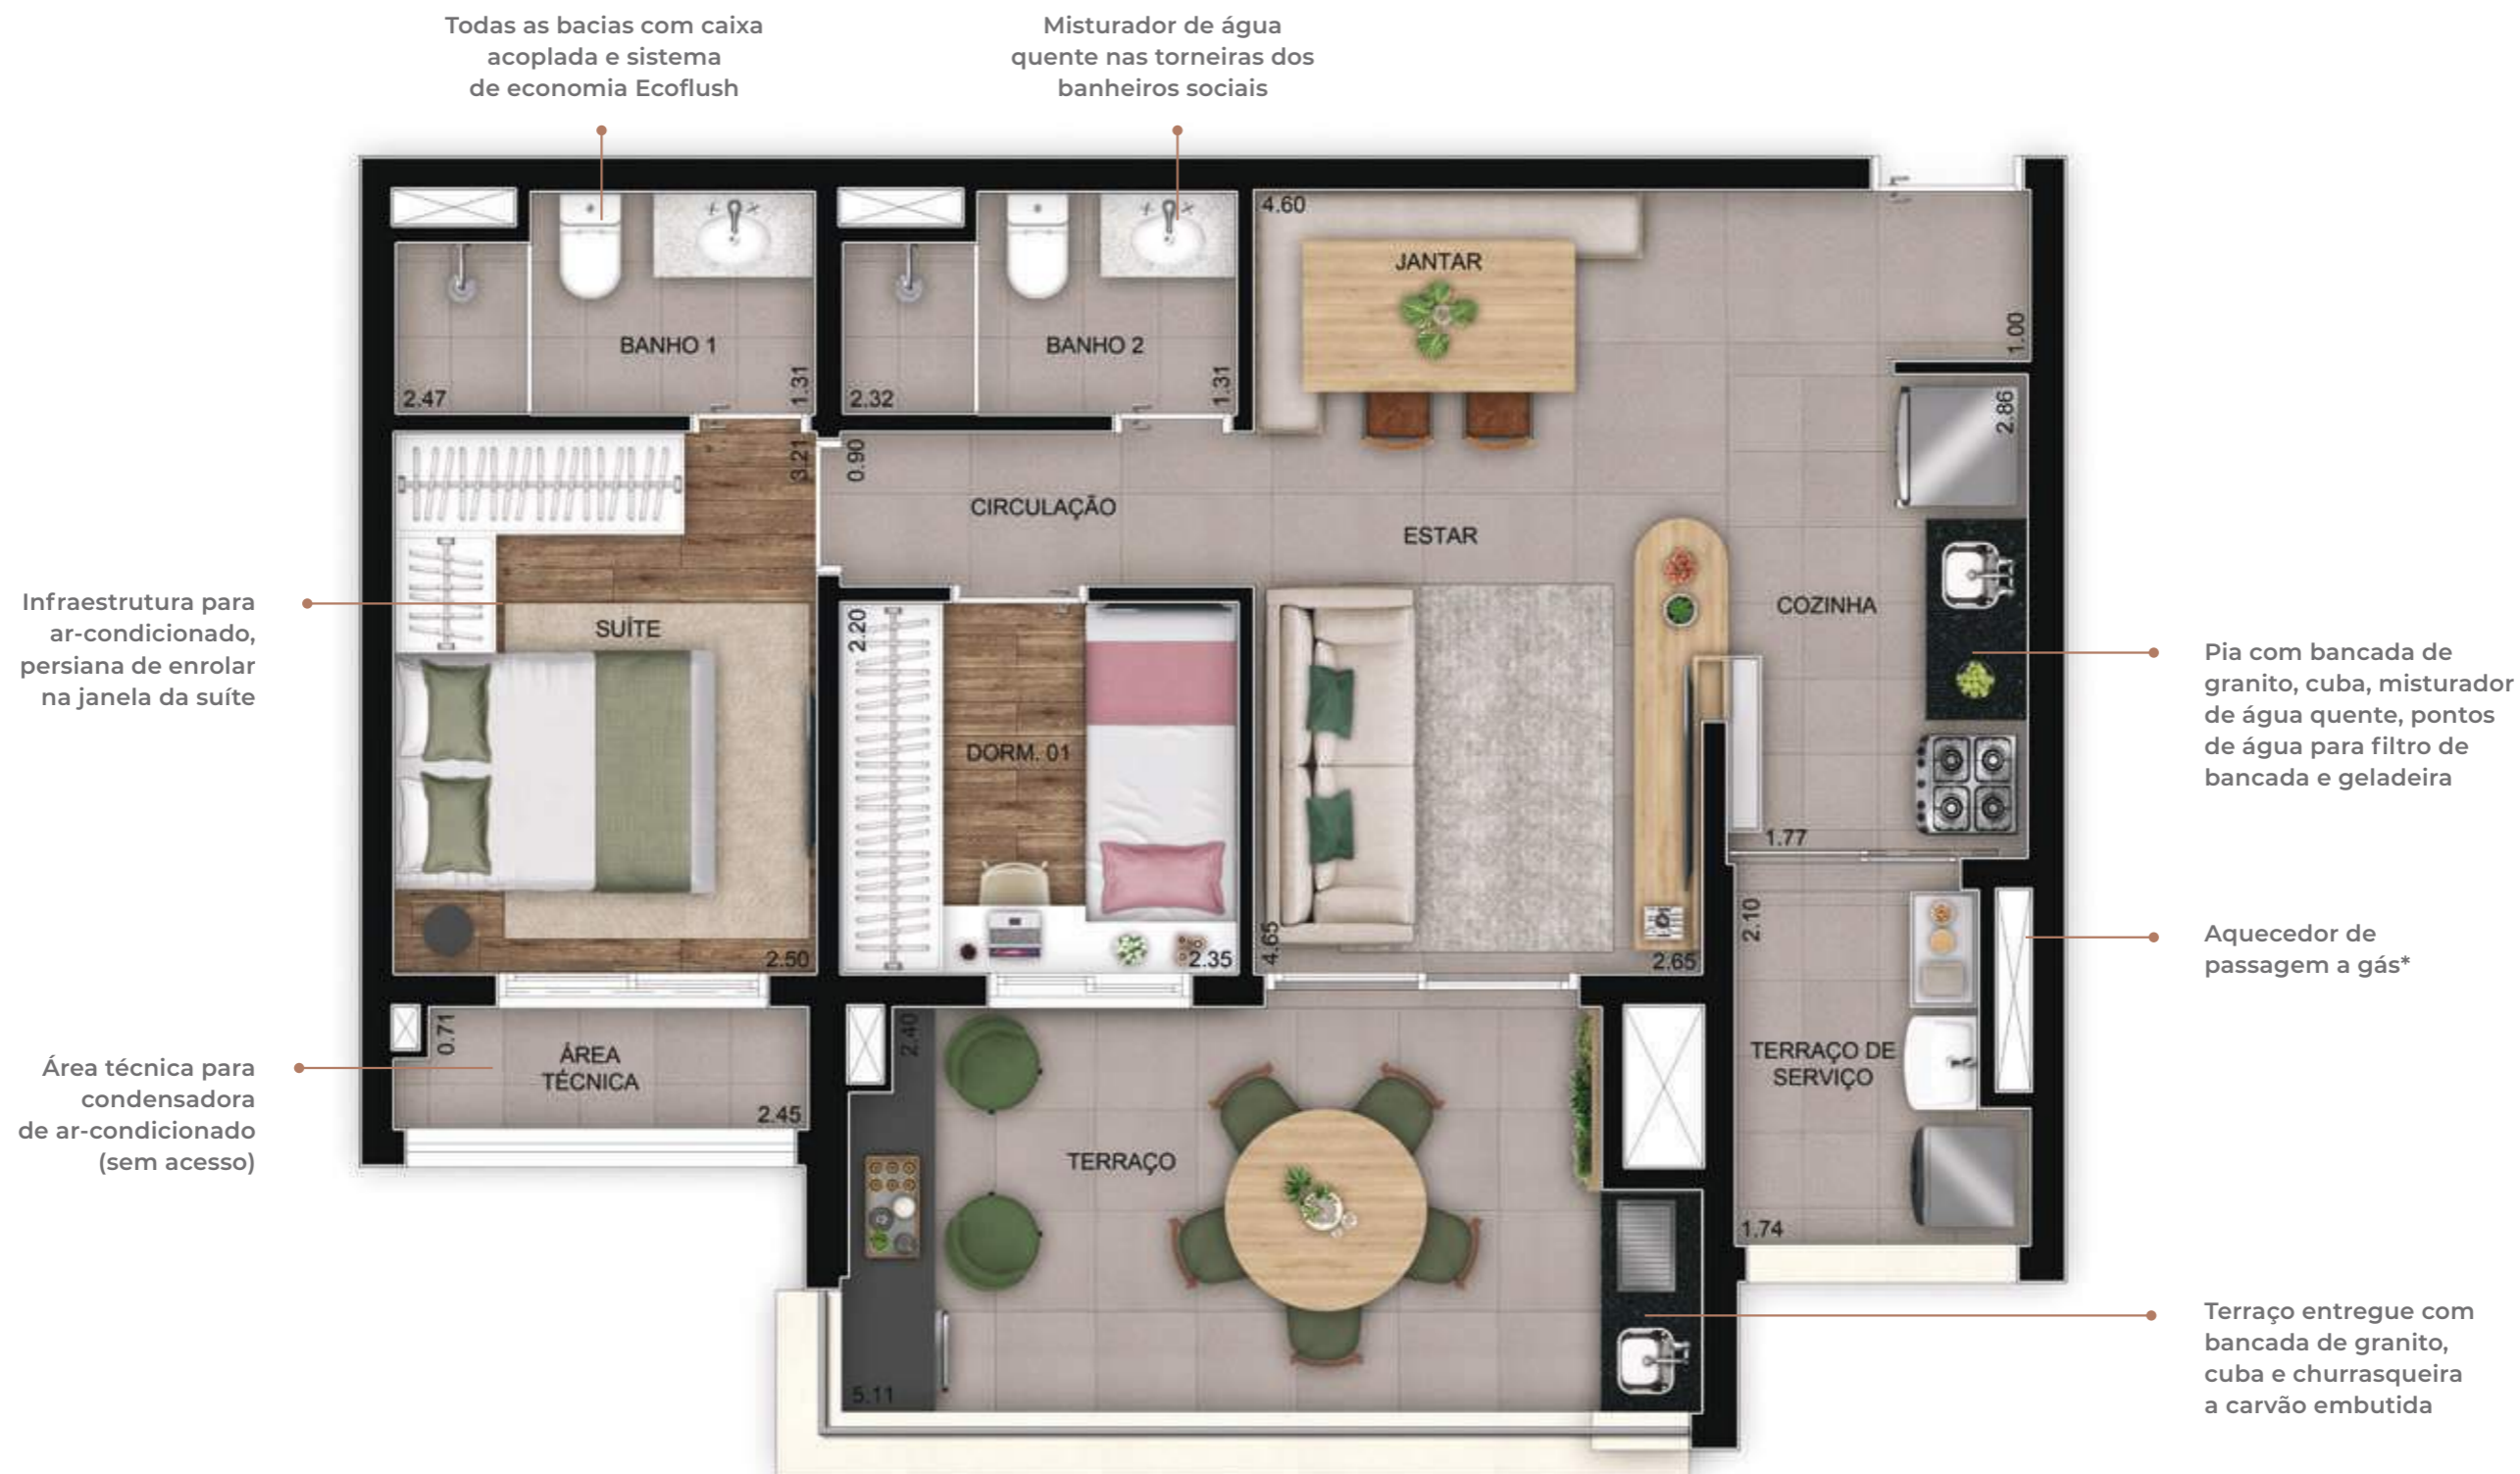 Todas as bacias com caixa
acoplada e sistema
de economia Ecoflush
Misturador de água
quente nas torneiras dos
banheiros sociais
4.60
JANTAR
1.00
BANHO 1
2.47
1.31
BANHO 2
2.32
1.31
2.86
3.21
0.90
CIRCULAÇÃO
ESTAR
COZINHA
Infraestrutura para
ar-condicionado,
persiana de enrolar
na janela da suíte
SUÍTE
2.20
DORM. 01
Pia com bancada de
granito, cuba, misturador
de água quente, pontos
de água para filtro de
bancada e geladeira
1.77
2.50
2.35
4.65
2.65
2.10
Aquecedor de
passagem a gás*
Área técnica para
condensadora
de ar-condicionado
(sem acesso)
0.71
ÁREA
TÉCNICA
2.45
2.40
TERRAÇO
5.11
TERRAÇO DE
SERVIÇO
1.74
Terraço entregue com
bancada de granito,
cuba e churrasqueira
a carvão embutida